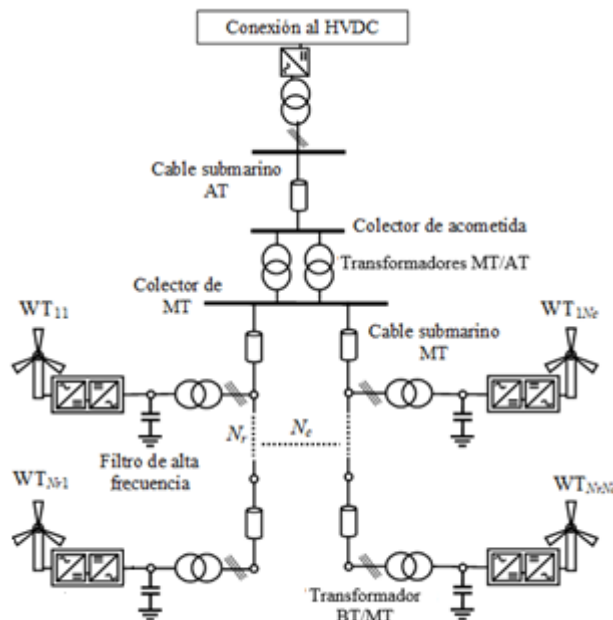 Conexión al HVDC
Cable submarino
AT
Colector de acometida
Transformadores MT/AT
Colector de
MT
WT11
WT1Ne
Cable submarino
MT
Nr
Ne
Filtro de alta
frecuencia
WTNr1
WTNrNe
Transformador
BT/MT